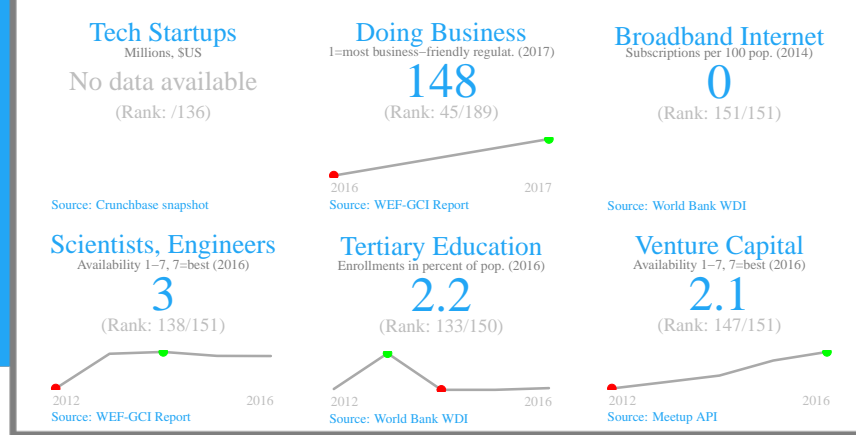 Tech Startups
Millions, $US
No data available
(Rank: /136)
Source: Crunchbase snapshot
Doing Business
1=most business−friendly regulat. (2017)
148
(Rank: 45/189)
2016 2017
Source: WEF-GCI Report
Broadband Internet
Subscriptions per 100 pop. (2014)
0
(Rank: 151/151)
Source: World Bank WDI
Scientists, Engineers
Availability 1−7, 7=best (2016)
3
(Rank: 138/151)
2012 2016
Source: WEF-GCI Report
Tertiary Education
Enrollments in percent of pop. (2016)
2.2
(Rank: 133/150)
2012 2016
Source: World Bank WDI
Venture Capital
Availability 1−7, 7=best (2016)
2.1
(Rank: 147/151)
2012 2016
Source: Meetup API